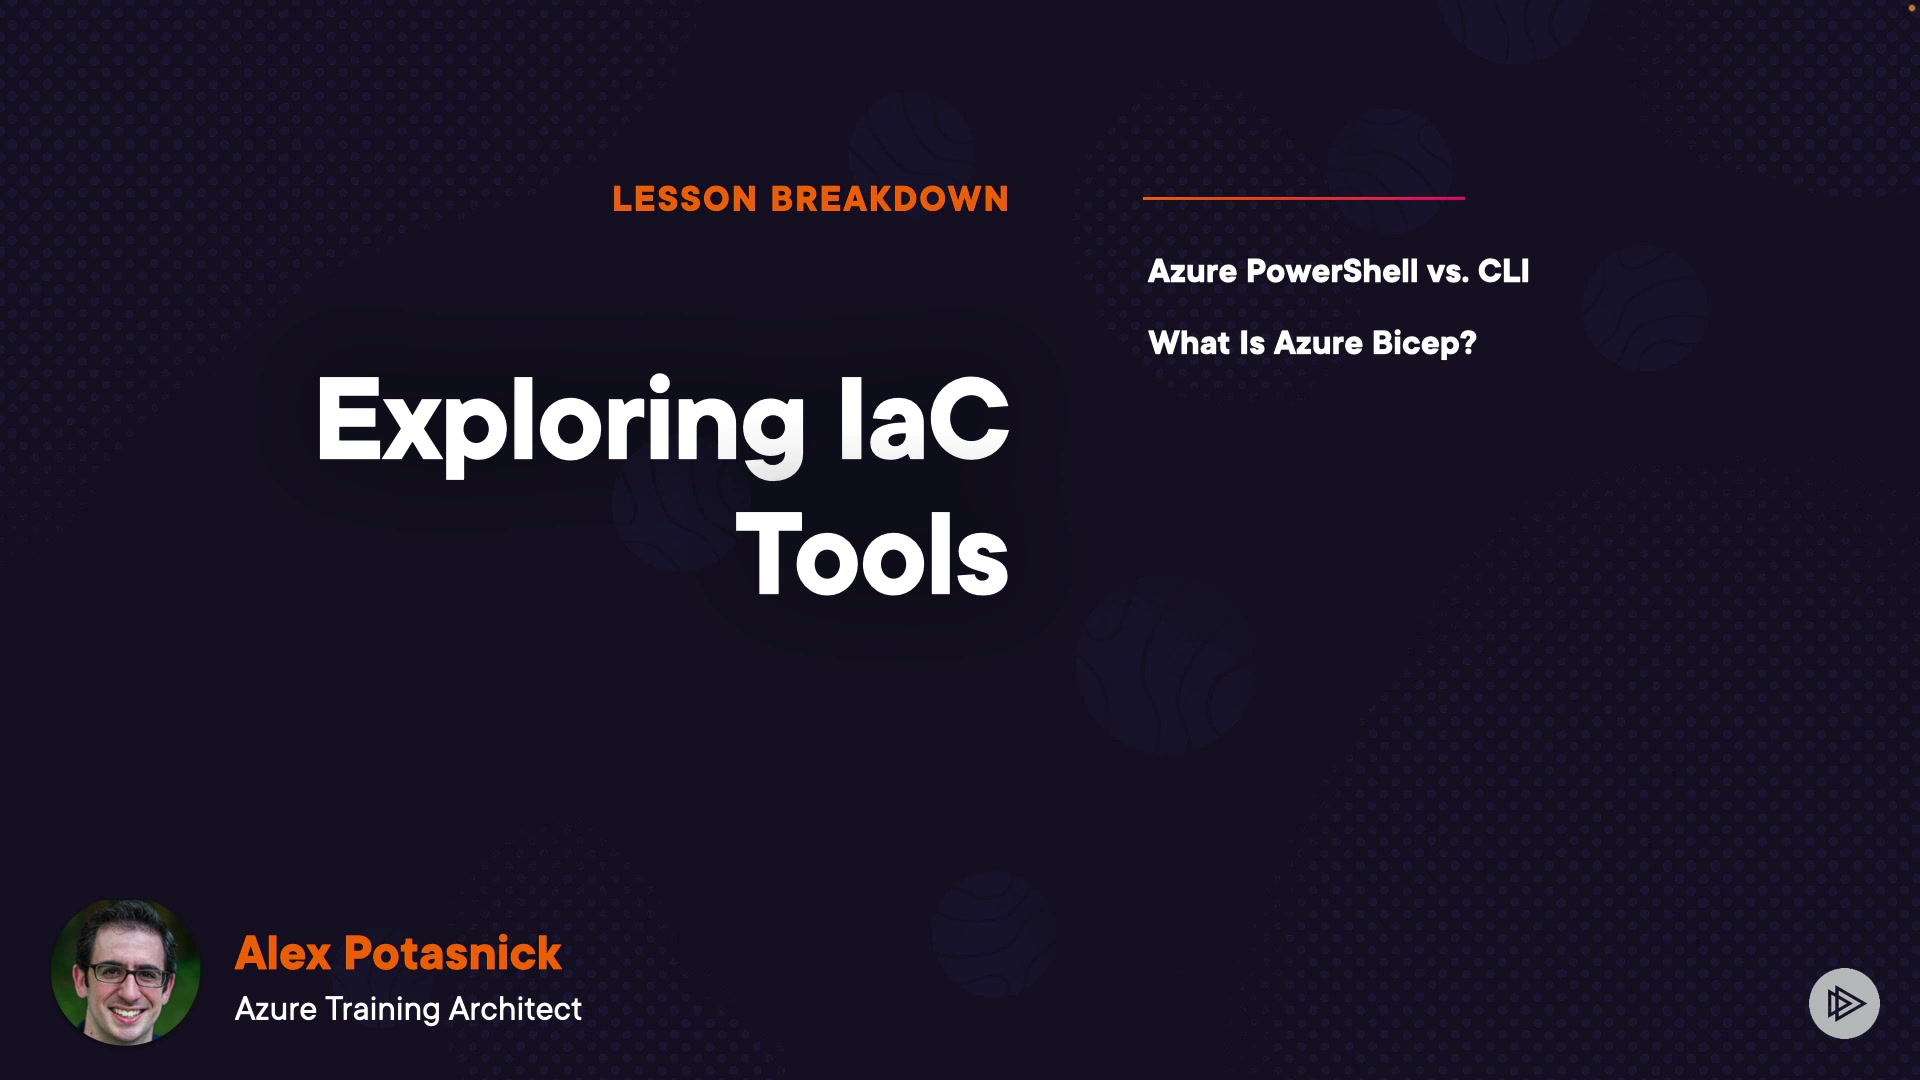 LESSON BREAKDOWN
Exploring IaC
Tools
Azure PowerShell vs. CLI
What Is Azure Bicep?
Alex Potasnick
Azure Training Architect